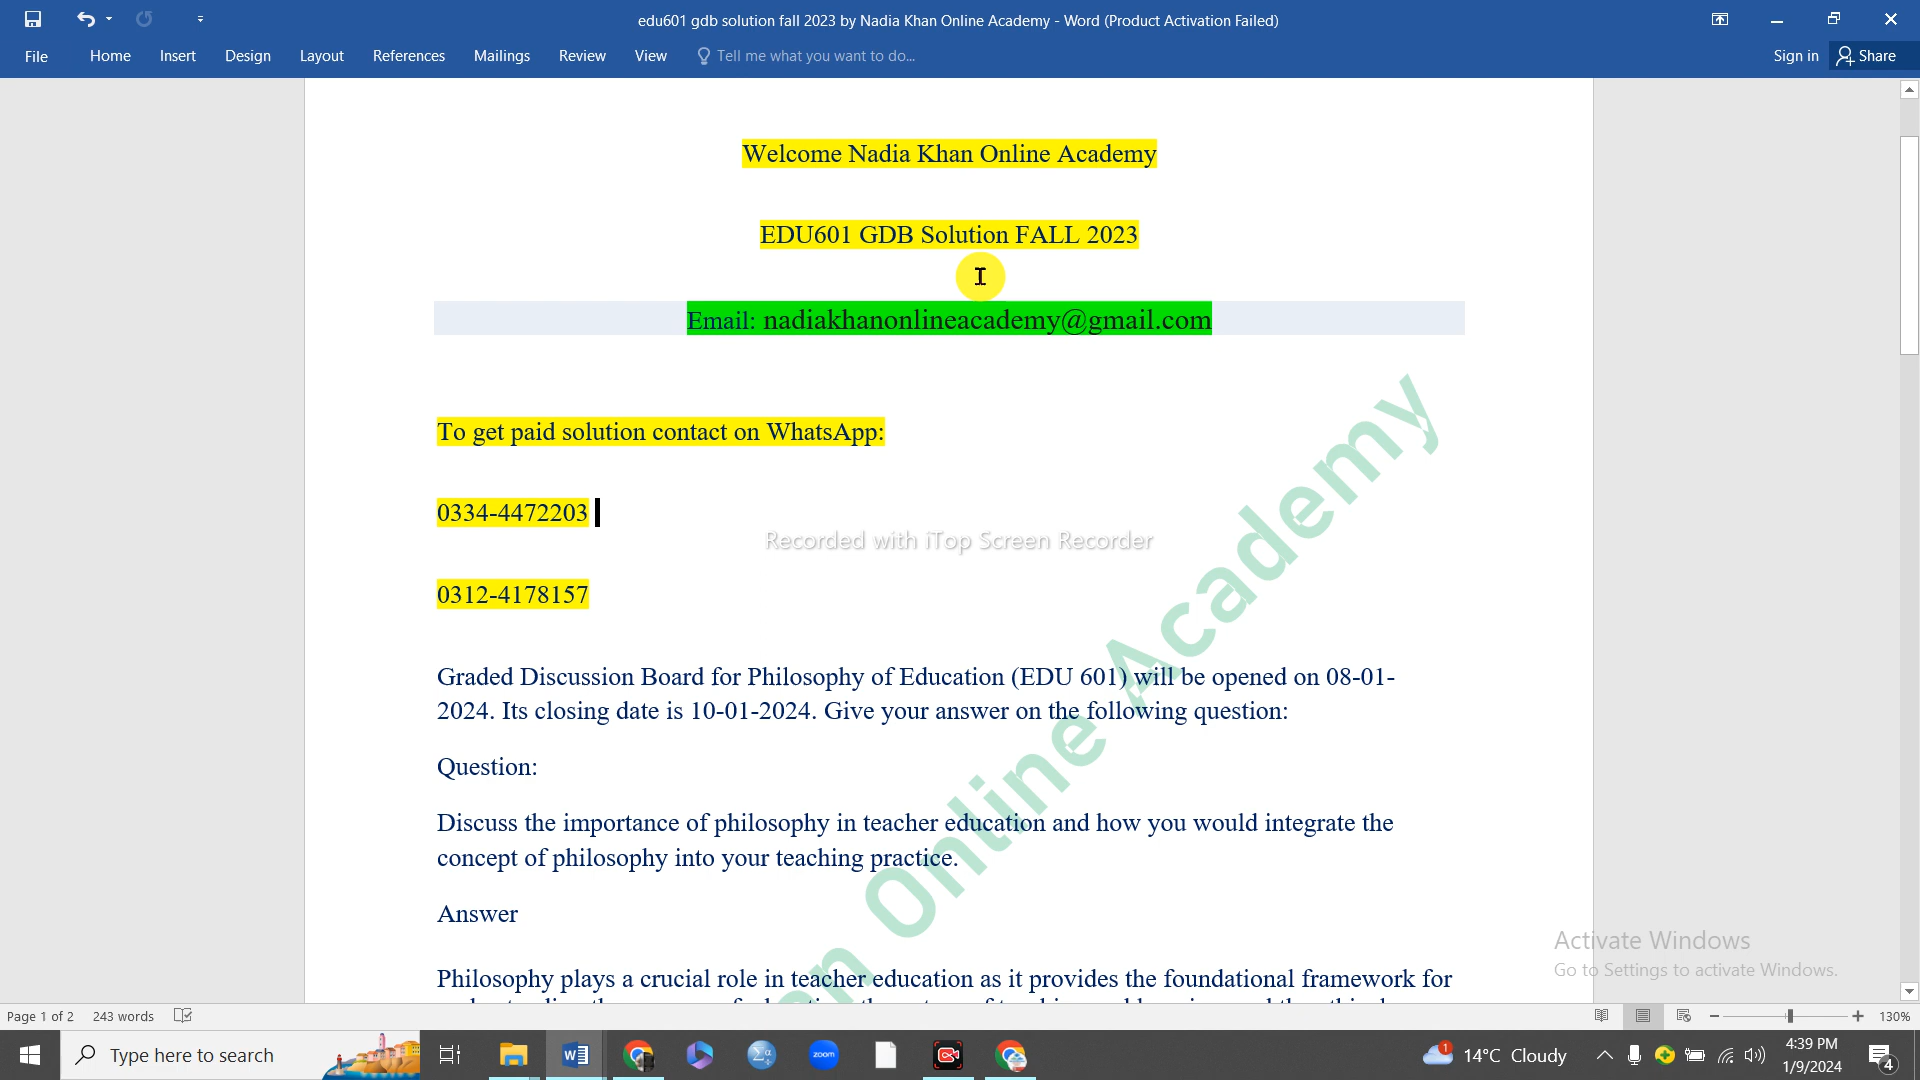 edu601 gdb solution fall 2023 by Nadia Khan Online Academy - Word (Product Activation Failed)
File Home Insert Design Layout References Mailings Review View Tell me what you want to do... Sign in Share
Welcome Nadia Khan Online Academy
EDU601 GDB Solution FALL 2023
Email: nadiakhanonlineacademy@gmail.com
To get paid solution contact on WhatsApp:
0334-4472203
Recorded with iTop Screen Recorder
0312-4178157
Graded Discussion Board for Philosophy of Education (EDU 601) will be opened on 08-01-
2024. Its closing date is 10-01-2024. Give your answer on the following question:
Question:
Discuss the importance of philosophy in teacher education and how you would integrate the
concept of philosophy into your teaching practice.
Answer
Philosophy plays a crucial role in teacher education as it provides the foundational framework for
en Online Academy
Activate Windows
Go to Settings to activate Windows.
Page 1 of 2 243 words 130%
Type here to search
zoom
1
14°C Cloudy
4:39 PM
1/9/2024
4